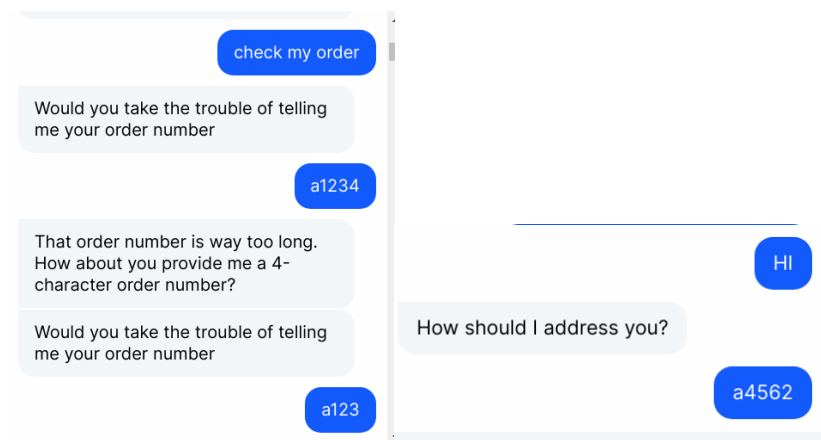 check my order
Would you take the trouble of telling
me your order number
a1234
That order number is way too long.
How about you provide me a 4-
character order number?
Would you take the trouble of telling
me your order number
a123
HI
How should I address you?
a4562